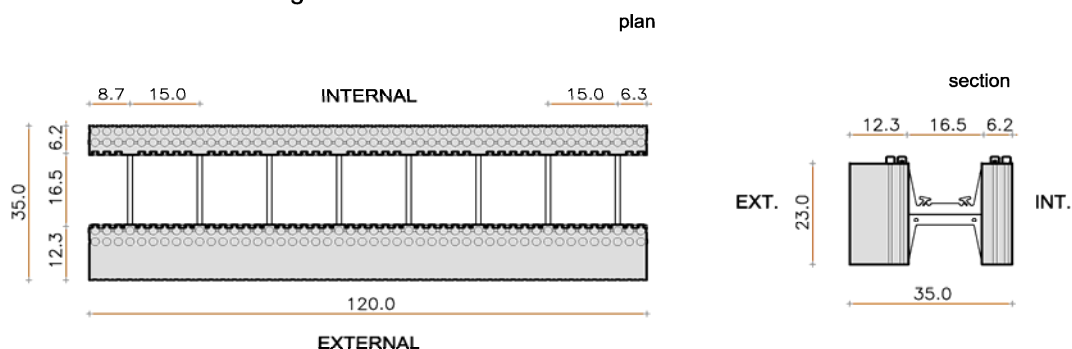 plan
section
8.7 15.0 INTERNAL 15.0 6.3
12.3 16.5 6.2
35.0
6.2
16.5
12.3
EXT. 23.0 INT.
35.0
120.0
EXTERNAL